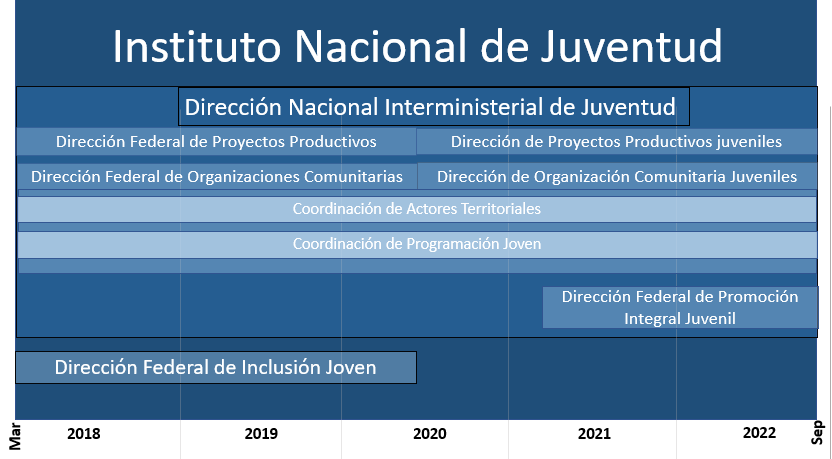 Instituto Nacional de Juventud
Dirección Nacional Interministerial de Juventud
Dirección Federal de Proyectos Productivos
Dirección de Proyectos Productivos juveniles
Dirección Federal de Organizaciones Comunitarias
Dirección de Organización Comunitaria Juveniles
Coordinación de Actores Territoriales
Coordinación de Programación Joven
Dirección Federal de Promoción
Integral Juvenil
Dirección Federal de Inclusión Joven
Mar
2018
2019
2020
2021
2022
Sep